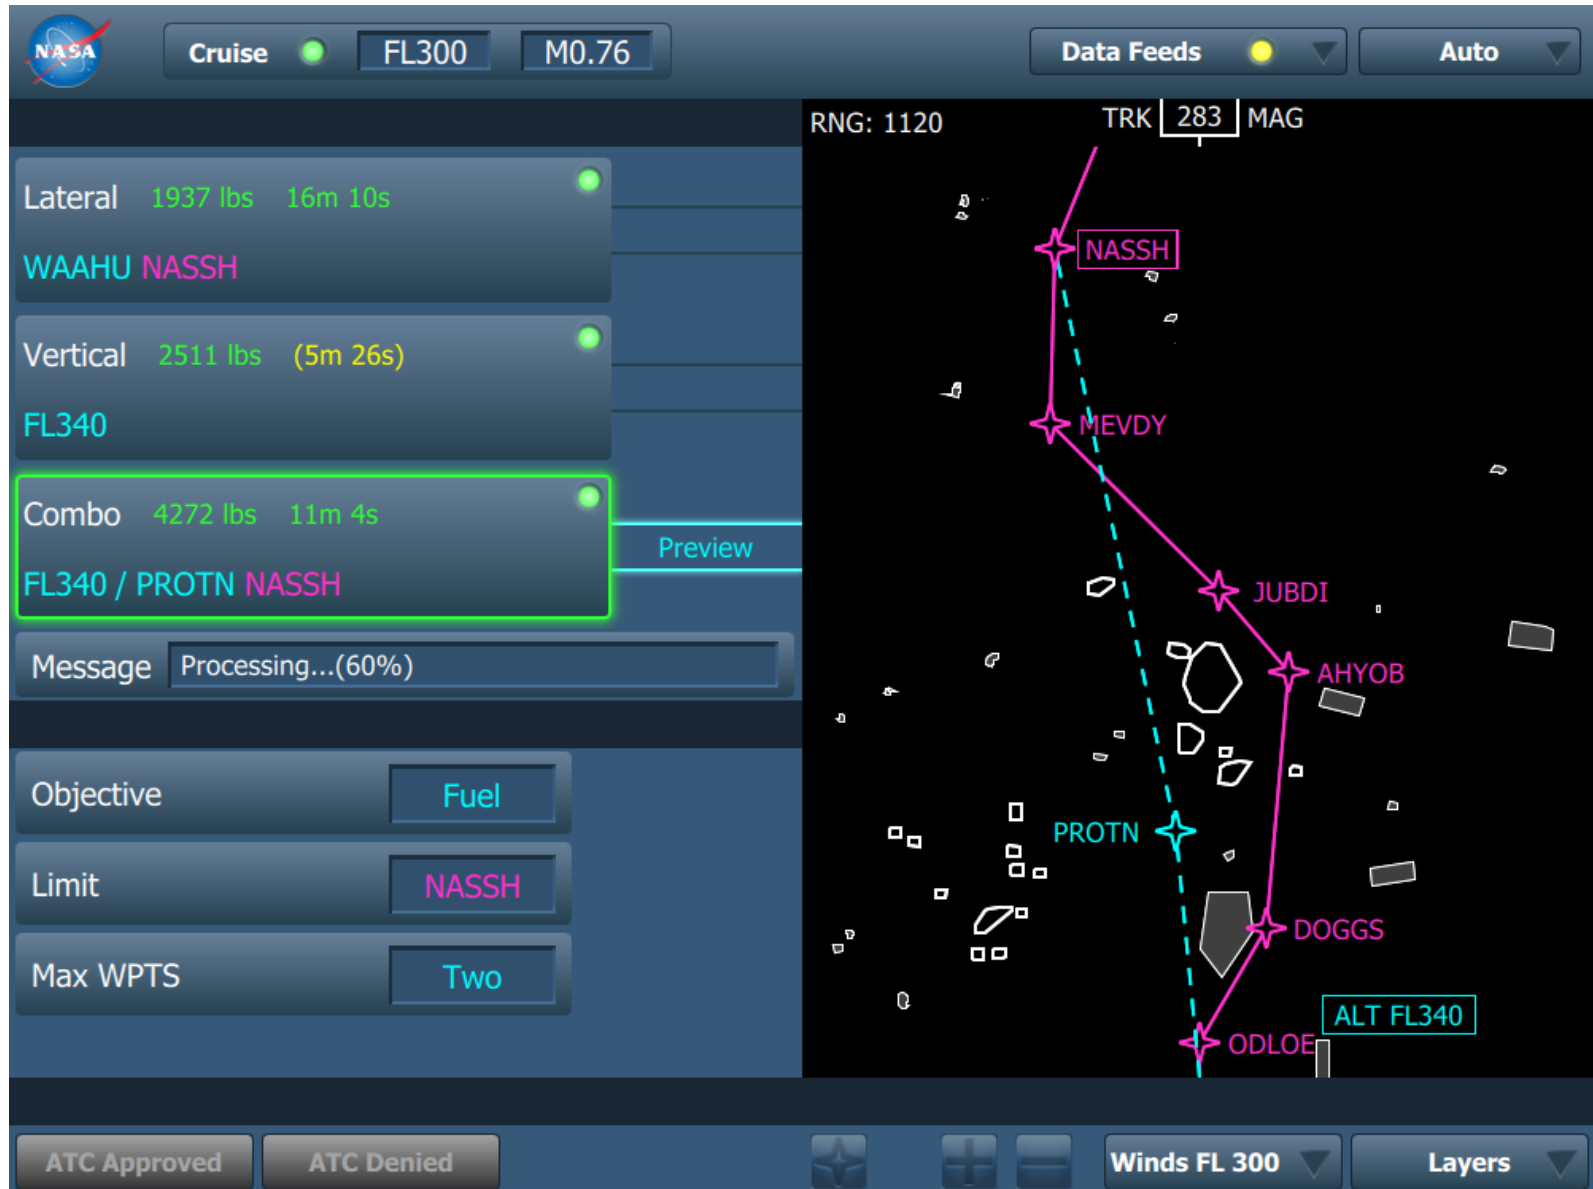 NASA
Cruise FL300 M0.76
Data Feeds Auto
RNG: 1120 TRK 283 MAG
Lateral 1937 lbs 16m 10s
WAAHU NASSH
Vertical 2511 lbs (5m 26s)
FL340
Combo 4272 lbs 11m 4s
FL340 / PROTN NASSH
Preview
Message Processing...(60%)
Objective Fuel
Limit NASSH
Max WPTS Two
NASSH
MEVDY
JUBDI
AHYOB
PROTN
DOGGS
ALT FL340
ODLOE
ATC Approved ATC Denied
Winds FL 300 Layers